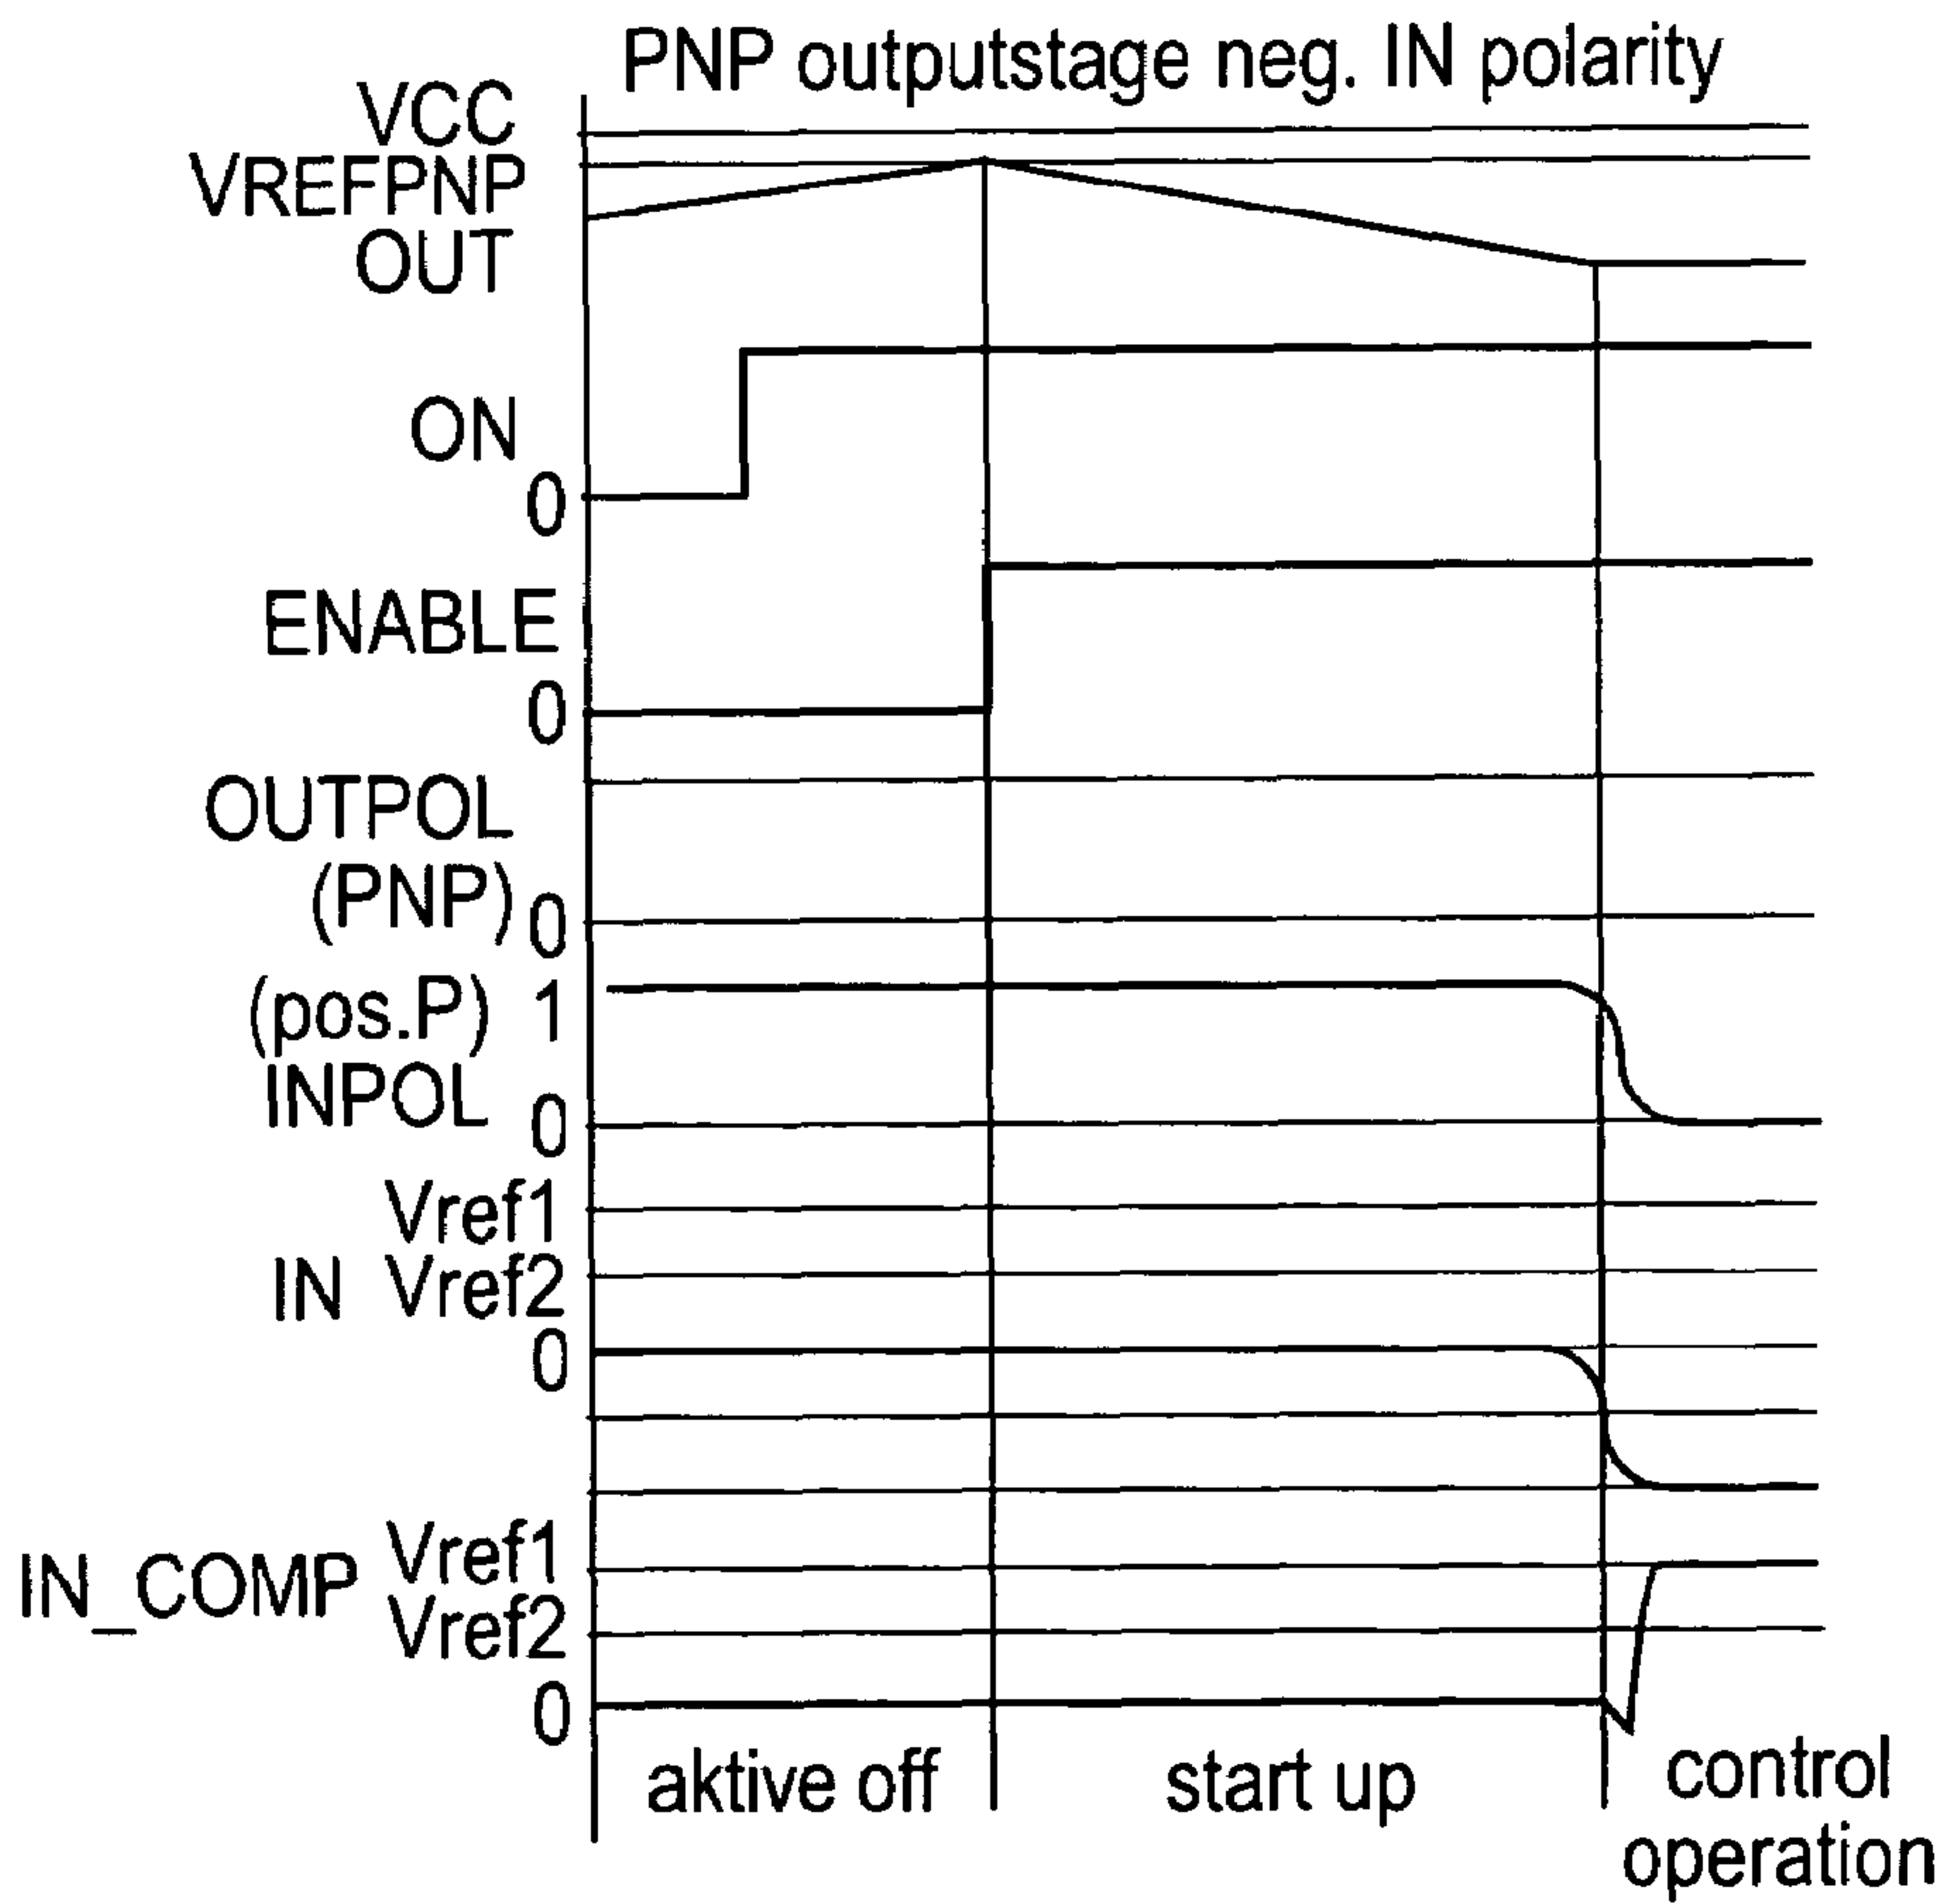 PNP outputstage neg. IN polarity
VCC
VREFPNP
OUT
ON
0
ENABLE
0
OUTPOL
(PNP) 0
(pos.P) 1
INPOL 0
Vref1
IN Vref2
0
Vref1
IN_COMP
Vref2
0
aktive off
start up
control
operation